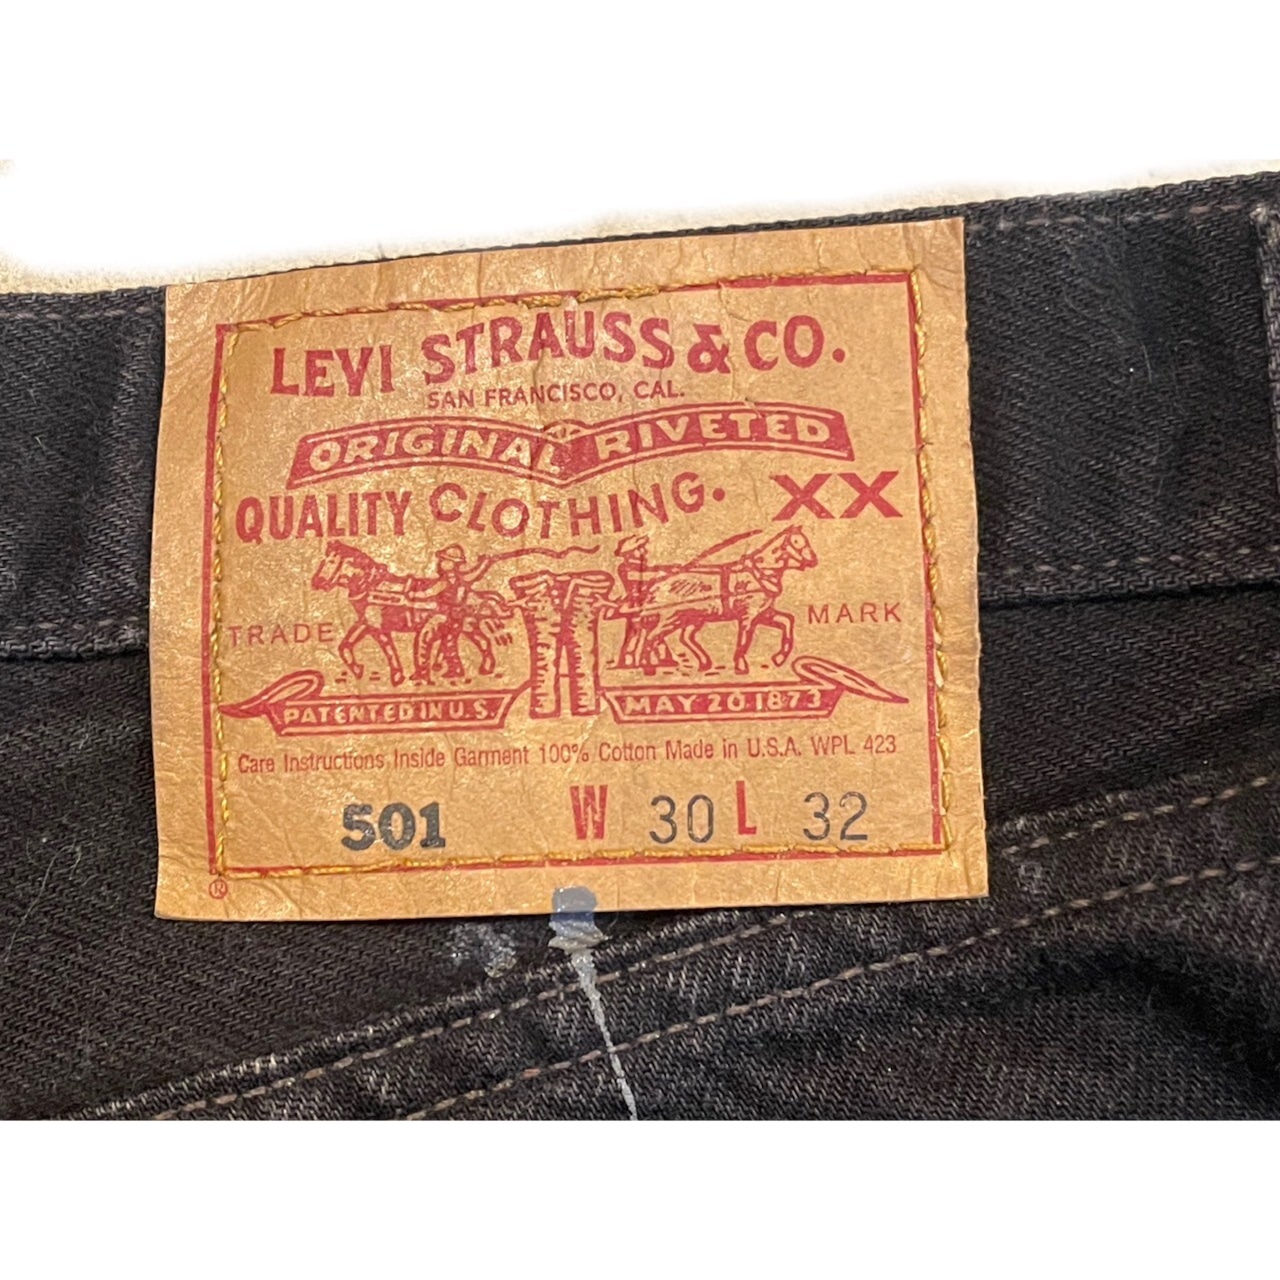 LEVI STRAUSS & CO.
SAN FRANCISCO, CAL.
ORIGINAL RIVETED
QUALITY CLOTHING. XX
TRADE MARK
PATENTED IN U.S. MAY 20 1873
Care Instructions Inside Garment 100% Cotton Made in U.S.A. WPL 423
501 W 30 L 32
®